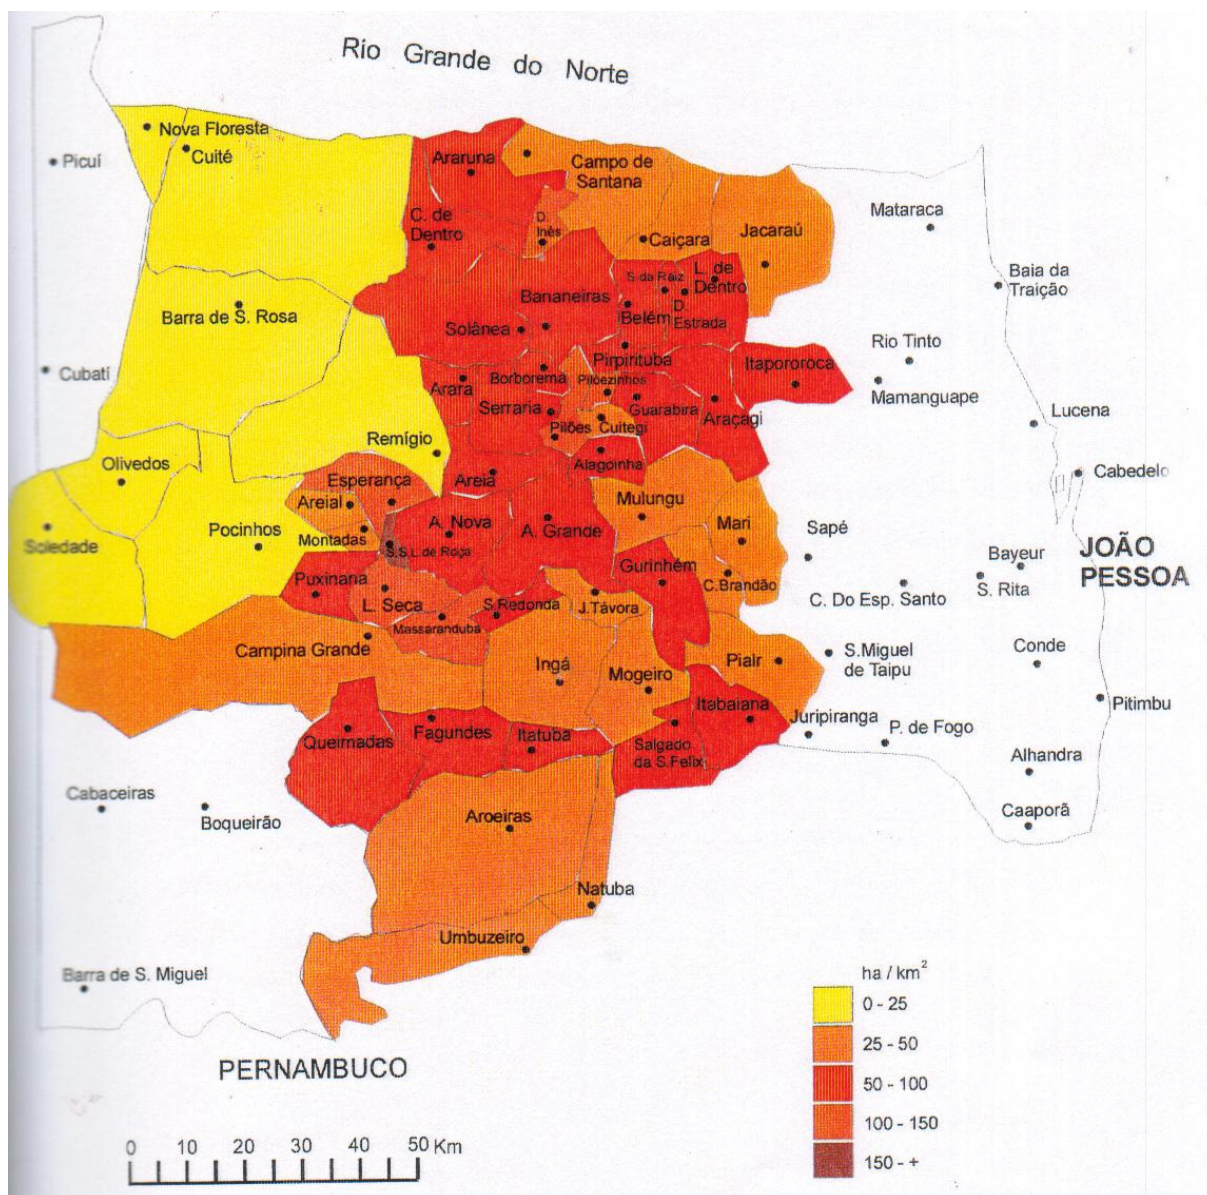 Rio Grande do Norte
Nova Floresta
Cuité
Picuí
Araruna
Campo de
Santana
C. de
Dentro
D.
Inês
Caiçara
Jacaraú
Mataraca
Baia da
Traição
Barra de S. Rosa
S. da Raiz
L. de
Dentro
Bananeiras
Solânea
Belém
D.
Estrada
Rio Tinto
Cubatí
Pirpirituba
Itapororoca
Mamanguape
Borborema
Arara
Pilõezinhos
Serraria
Guarabira
Araçagi
Lucena
Pilões
Cuitegi
Remígio
Alagoinha
Olivedos
Areia
Cabedelo
Esperança
Areial
Mulungu
Soledade
Pocinhos
Montadas
A. Nova
A. Grande
Mari
Sapé
S.S.L. de Roça
Bayeur
JOÃO
PESSOA
S. Rita
Puxinana
Gurinhém
C. Brandão
C. Do Esp. Santo
L. Seca
S. Redonda
J. Távora
Massaranduba
Campina Grande
Ingá
Mogeiro
Pialr
S.Miguel
de Taipu
Conde
Itabaiana
Pitimbu
Juripiranga
P. de Fogo
Queimadas
Fagundes
Itatuba
Salgado
da S.Felix
Alhandra
Cabaceiras
Boqueirão
Aroeiras
Caaporã
Natuba
Umbuzeiro
Barra de S. Miguel
PERNAMBUCO
ha / km²
0 - 25
25 - 50
50 - 100
100 - 150
150 - +
0 10 20 30 40 50 Km